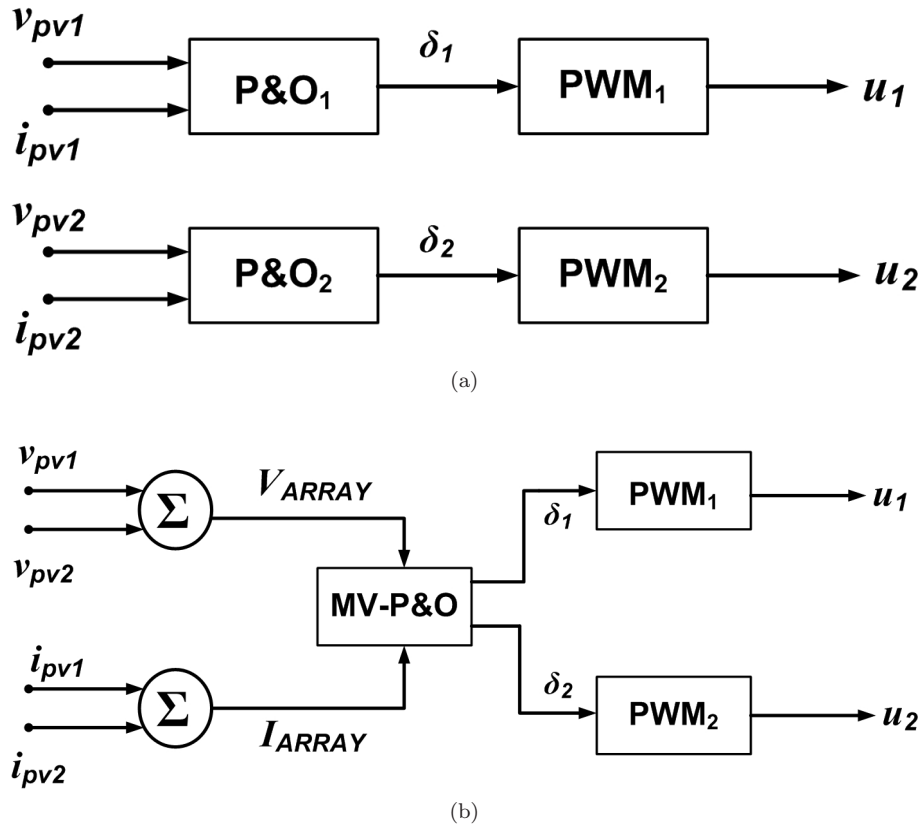 v_pv1
P&O₁
δ₁
PWM₁
u₁
i_pv1
v_pv2
P&O₂
δ₂
PWM₂
u₂
i_pv2
(a)
v_pv1
Σ
V_ARRAY
v_pv2
MV-P&O
δ₁
PWM₁
u₁
i_pv1
Σ
I_ARRAY
i_pv2
δ₂
PWM₂
u₂
(b)